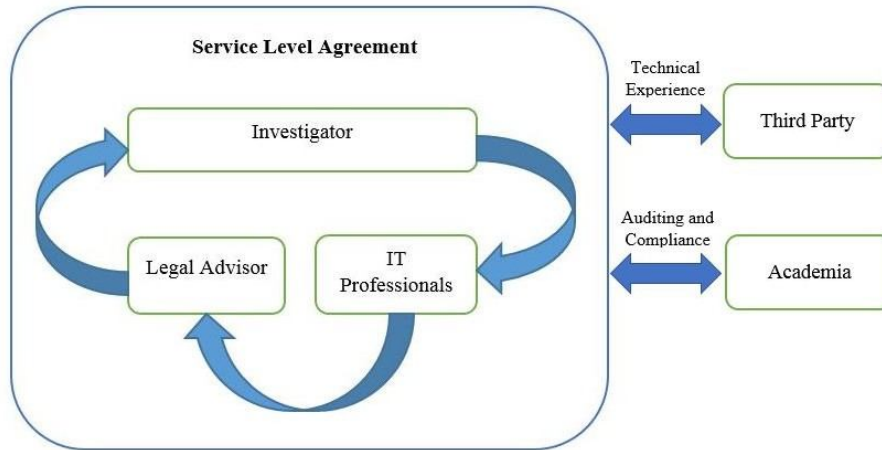 Service Level Agreement
Technical
Experience
Investigator
Third Party
Auditing and
Compliance
Legal Advisor
IT
Professionals
Academia